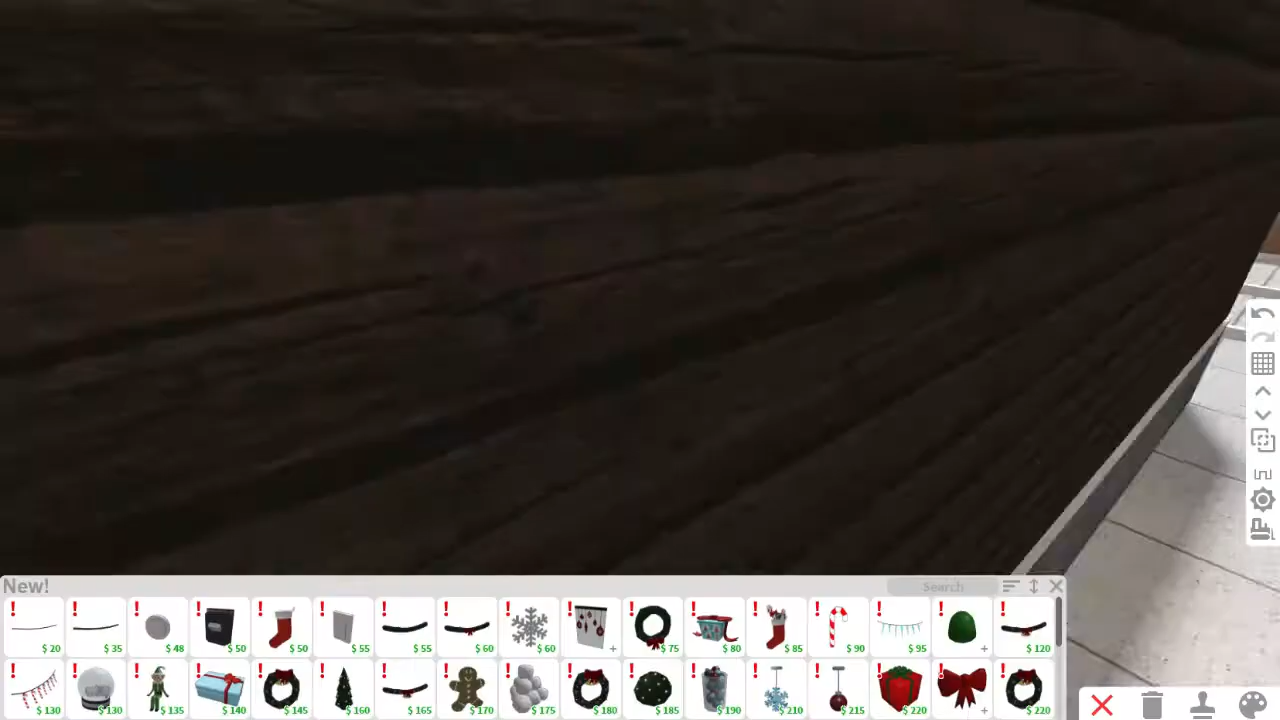 New!
Search
! $ 20 ! $ 35 ! $ 48 ! $ 50 ! $ 50 ! $ 55 ! $ 55 ! $ 60 ! $ 60 ! + ! $ 75 ! $ 80 ! $ 85 ! $ 90 ! $ 95 ! + ! $ 120
! $ 130 ! $ 130 ! $ 135 ! $ 140 ! $ 145 ! $ 160 ! $ 165 ! $ 170 ! $ 175 ! $ 180 ! $ 185 ! $ 190 ! $ 210 ! $ 215 ! $ 220 ! + ! $ 220